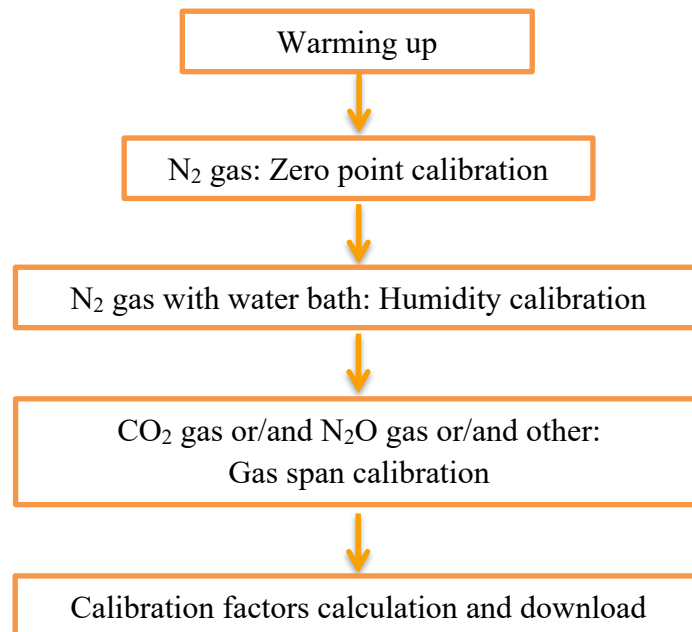 Warming up
N₂ gas: Zero point calibration
N₂ gas with water bath: Humidity calibration
CO₂ gas or/and N₂O gas or/and other:
Gas span calibration
Calibration factors calculation and download